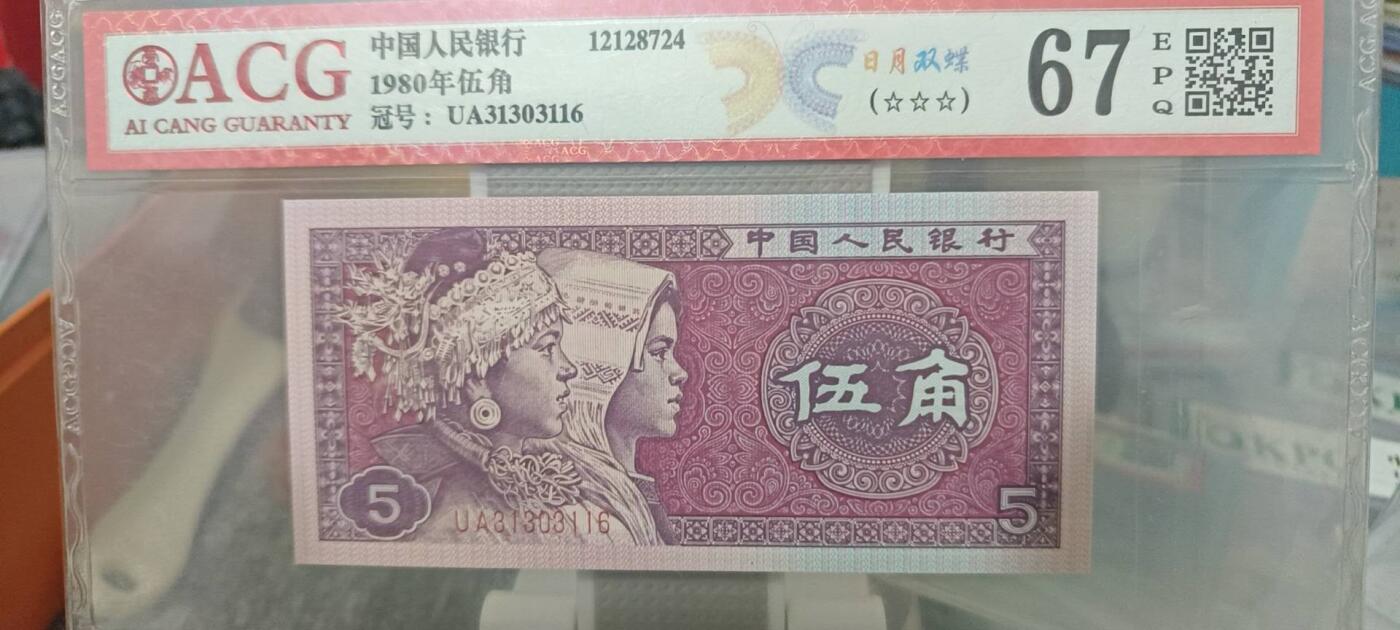 ACG
AI CANG GUARANTY
中国人民银行 12128724
1980年伍角
冠号： UA31303116
日月双蝶
(☆☆☆)
67
E
P
Q
中国人民银行
伍角
5
UA31303116
5